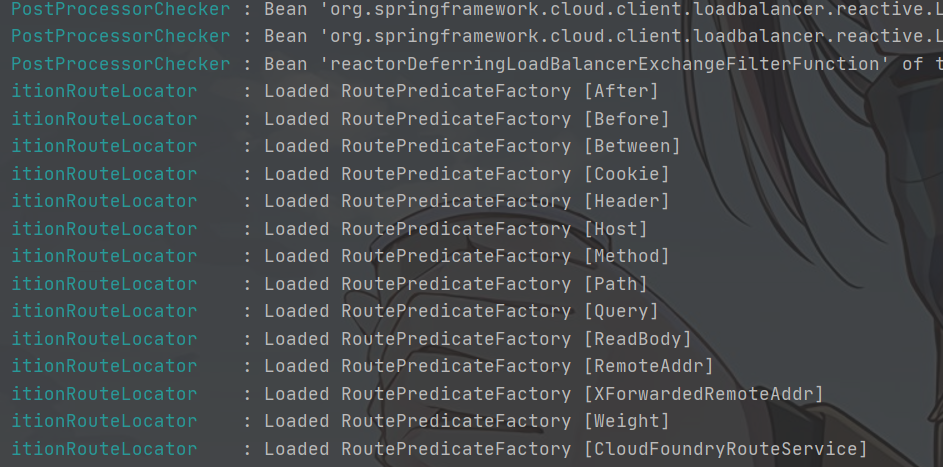 PostProcessorChecker : Bean 'org.springframework.cloud.client.loadbalancer.reactive.L
PostProcessorChecker : Bean 'org.springframework.cloud.client.loadbalancer.reactive.L
PostProcessorChecker : Bean 'reactorDeferringLoadBalancerExchangeFilterFunction' of t
itionRouteLocator : Loaded RoutePredicateFactory [After]
itionRouteLocator : Loaded RoutePredicateFactory [Before]
itionRouteLocator : Loaded RoutePredicateFactory [Between]
itionRouteLocator : Loaded RoutePredicateFactory [Cookie]
itionRouteLocator : Loaded RoutePredicateFactory [Header]
itionRouteLocator : Loaded RoutePredicateFactory [Host]
itionRouteLocator : Loaded RoutePredicateFactory [Method]
itionRouteLocator : Loaded RoutePredicateFactory [Path]
itionRouteLocator : Loaded RoutePredicateFactory [Query]
itionRouteLocator : Loaded RoutePredicateFactory [ReadBody]
itionRouteLocator : Loaded RoutePredicateFactory [RemoteAddr]
itionRouteLocator : Loaded RoutePredicateFactory [XForwardedRemoteAddr]
itionRouteLocator : Loaded RoutePredicateFactory [Weight]
itionRouteLocator : Loaded RoutePredicateFactory [CloudFoundryRouteService]